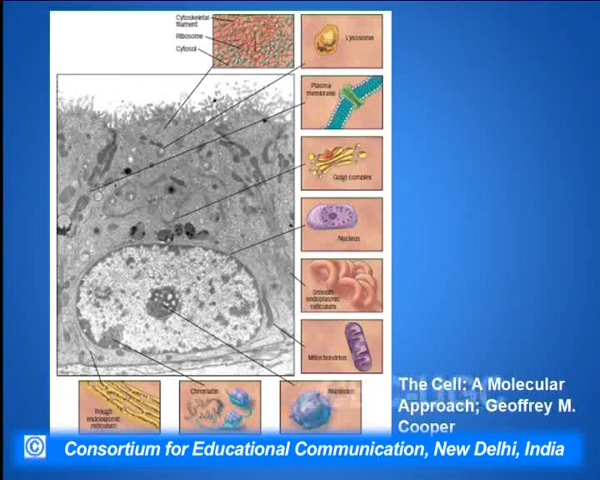 Cytoskeletal
filament
Ribosome
Cytosol
Lysosome
Plasma
membrane
Golgi complex
Nucleus
Smooth
endoplasmic
reticulum
Mitochondrion
Rough
endoplasmic
reticulum
Chromatin
Nucleolus
The Cell: A Molecular
Approach; Geoffrey M.
Cooper
© Consortium for Educational Communication, New Delhi, India